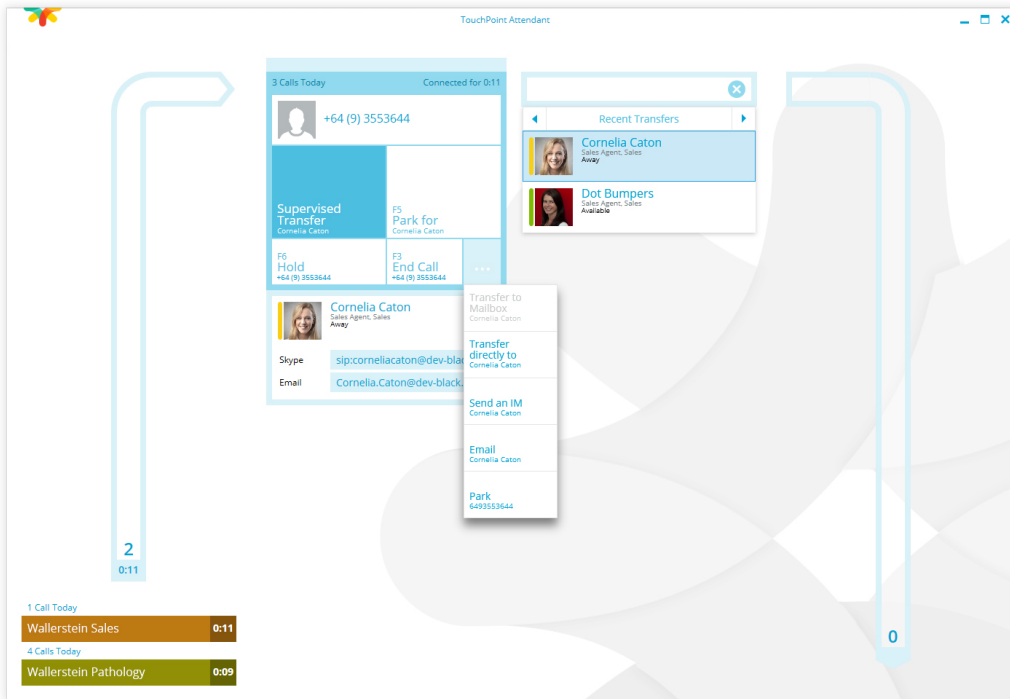 TouchPoint Attendant
3 Calls Today
Connected for 0:11
+64 (9) 3553644
Supervised
Transfer
Cornelia Caton
F5
Park for
Cornelia Caton
F6
Hold
+64 (9) 3553644
F3
End Call
+64 (9) 3553644
...
Recent Transfers
Cornelia Caton
Sales Agent, Sales
Away
Dot Bumpers
Sales Agent, Sales
Available
Cornelia Caton
Sales Agent, Sales
Away
Skype
sip:corneliacaton@dev-blac
Email
Cornelia.Caton@dev-black.
Transfer to
Mailbox
Cornelia Caton
Transfer
directly to
Cornelia Caton
Send an IM
Cornelia Caton
Email
Cornelia Caton
Park
6493553644
2
0:11
1 Call Today
Wallerstein Sales
0:11
4 Calls Today
Wallerstein Pathology
0:09
0